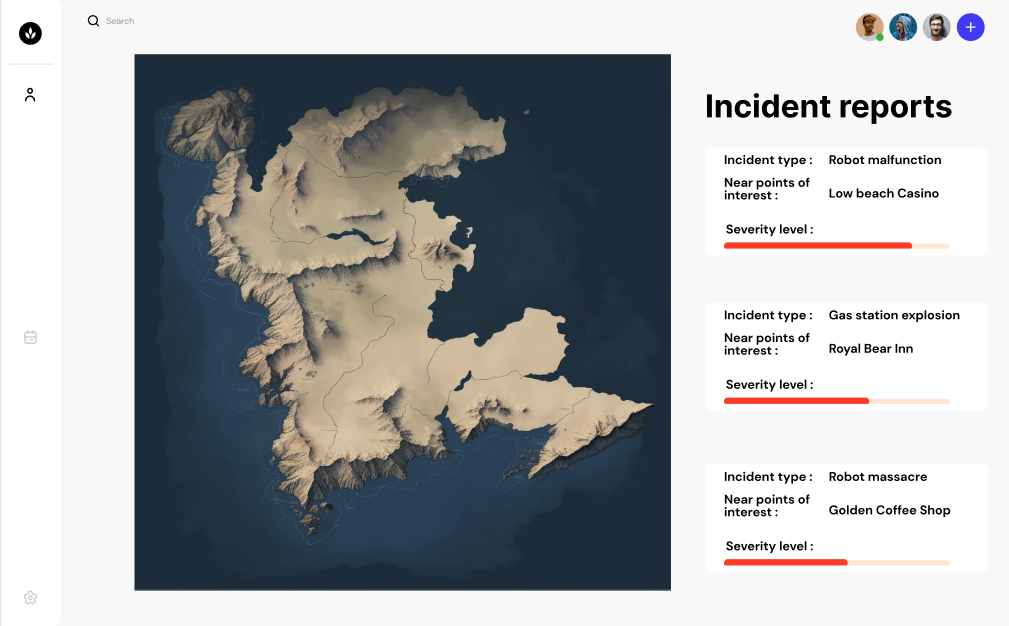 Search
Incident reports
Incident type : Robot malfunction
Near points of
interest : Low beach Casino
Severity level :
Incident type : Gas station explosion
Near points of
interest : Royal Bear Inn
Severity level :
Incident type : Robot massacre
Near points of
interest : Golden Coffee Shop
Severity level :